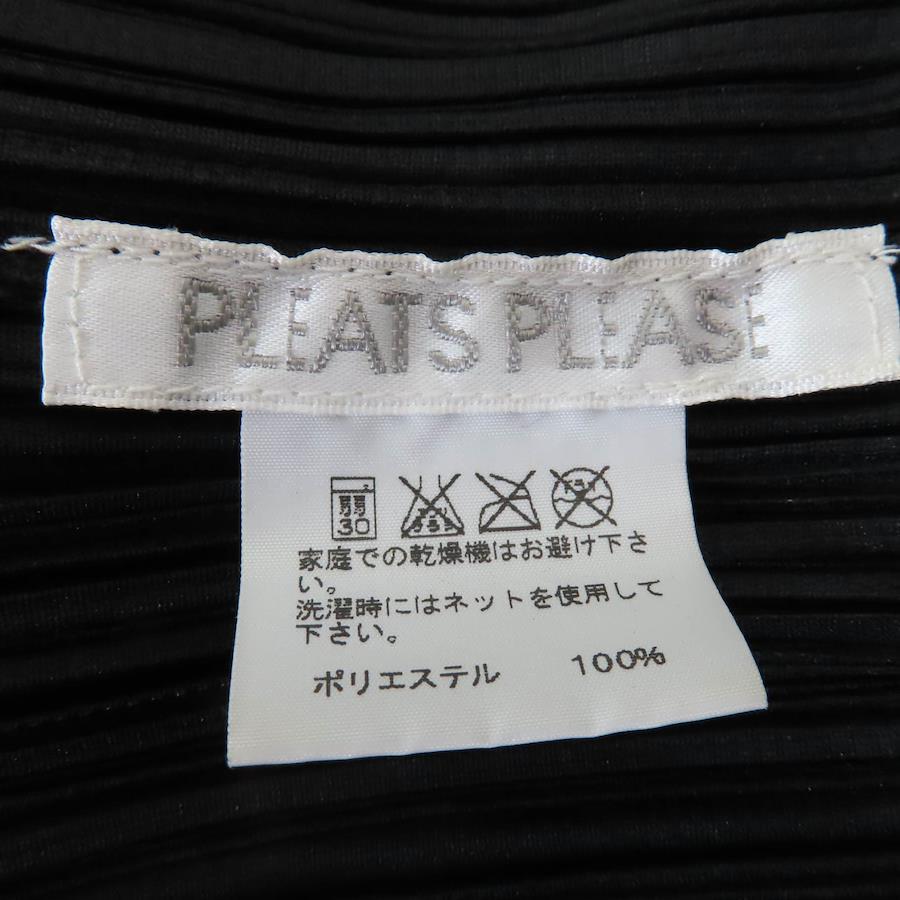 PLEATS PLEASE
弱
30
家庭での乾燥機はお避け下さ
い。
洗濯時にはネットを使用して
下さい。
ポリエステル 100%